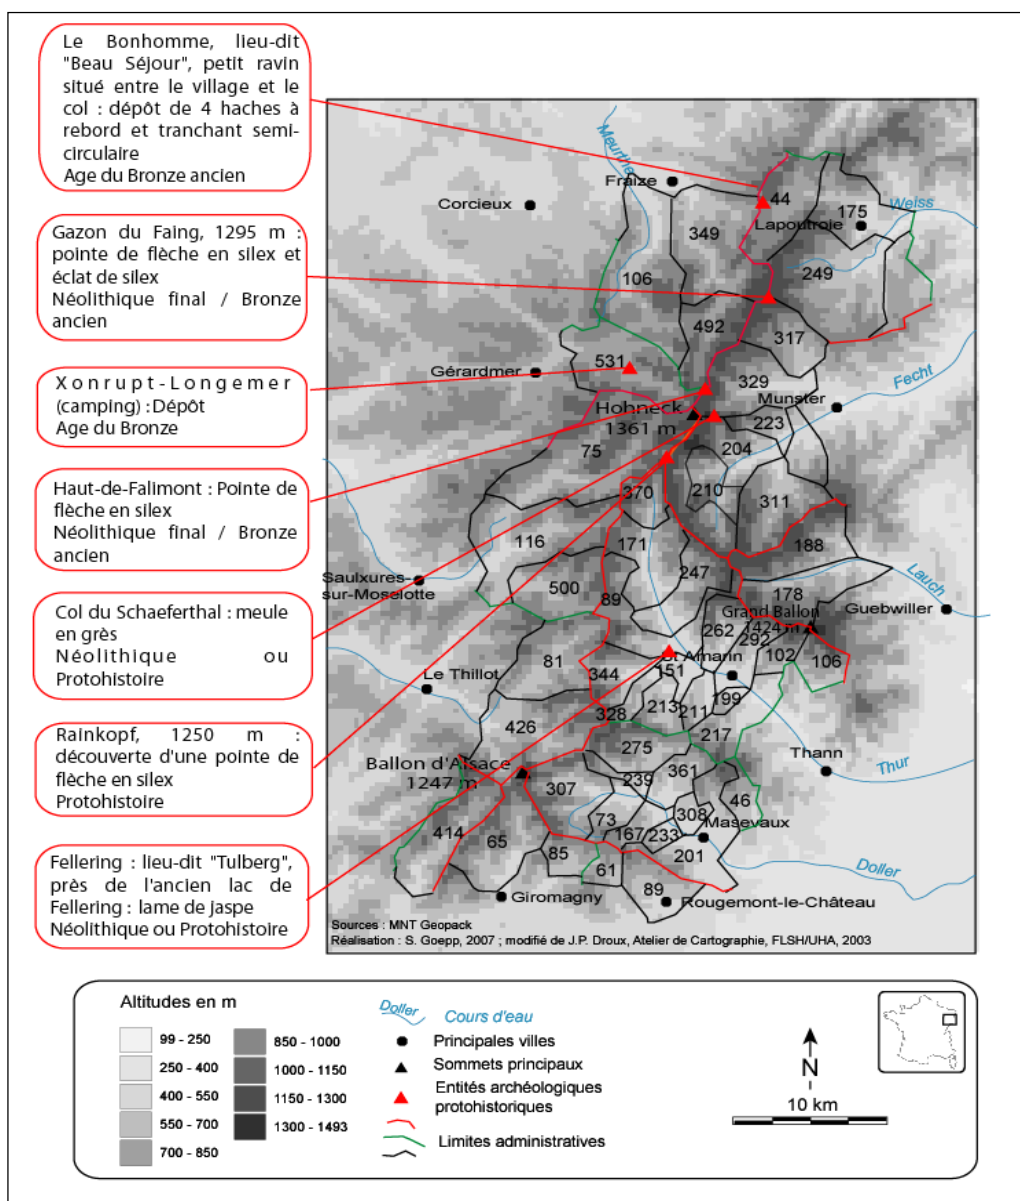 Le Bonhomme, lieu-dit
"Beau Séjour", petit ravin
situé entre le village et le
col : dépôt de 4 haches à
rebord et tranchant semi-
circulaire
Age du Bronze ancien
Gazon du Faing, 1295 m :
pointe de flèche en silex et
éclat de silex
Néolithique final / Bronze
ancien
Xonrupt-Longemer
(camping) : Dépôt
Age du Bronze
Haut-de-Falimont : Pointe de
flèche en silex
Néolithique final / Bronze
ancien
Col du Schaeferthal : meule
en grès
Néolithique ou
Protohistoire
Rainkopf, 1250 m :
découverte d'une pointe de
flèche en silex
Protohistoire
Fellering : lieu-dit "Tulberg",
près de l'ancien lac de
Fellering : lame de jaspe
Néolithique ou Protohistoire
Meurthe
Fraize
Corcieux
44
175
Weiss
Lapoutroie
349
106
249
492
317
531
Gérardmer
329
Fecht
Munster
Hohneck
1361 m
223
75
204
370
210
311
116
171
188
247
Saulxures-
sur-Moselotte
500
89
178
Lauch
Guebwiller
Grand Ballon
1424 m
262
292
102
106
81
344
St Amarin
151
Le Thillot
199
328
213
211
426
217
275
Thann
Thur
Ballon d'Alsace
1247 m
361
239
307
46
73
308
Masevaux
414
65
167
233
85
201
61
Doller
89
Giromagny
Rougemont-le-Château
Sources : MNT Geopack
Réalisation : S. Goepp, 2007 ; modifié de J.P. Droux, Atelier de Cartographie, FLSH/UHA, 2003
Altitudes en m
99 - 250
250 - 400
400 - 550
550 - 700
700 - 850
850 - 1000
1000 - 1150
1150 - 1300
1300 - 1493
Doller
Cours d'eau
Principales villes
Sommets principaux
Entités archéologiques
protohistoriques
Limites administratives
N
10 km